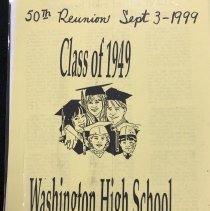 50th Reunion Sept 3-1999
Class of 1949
Washington High School